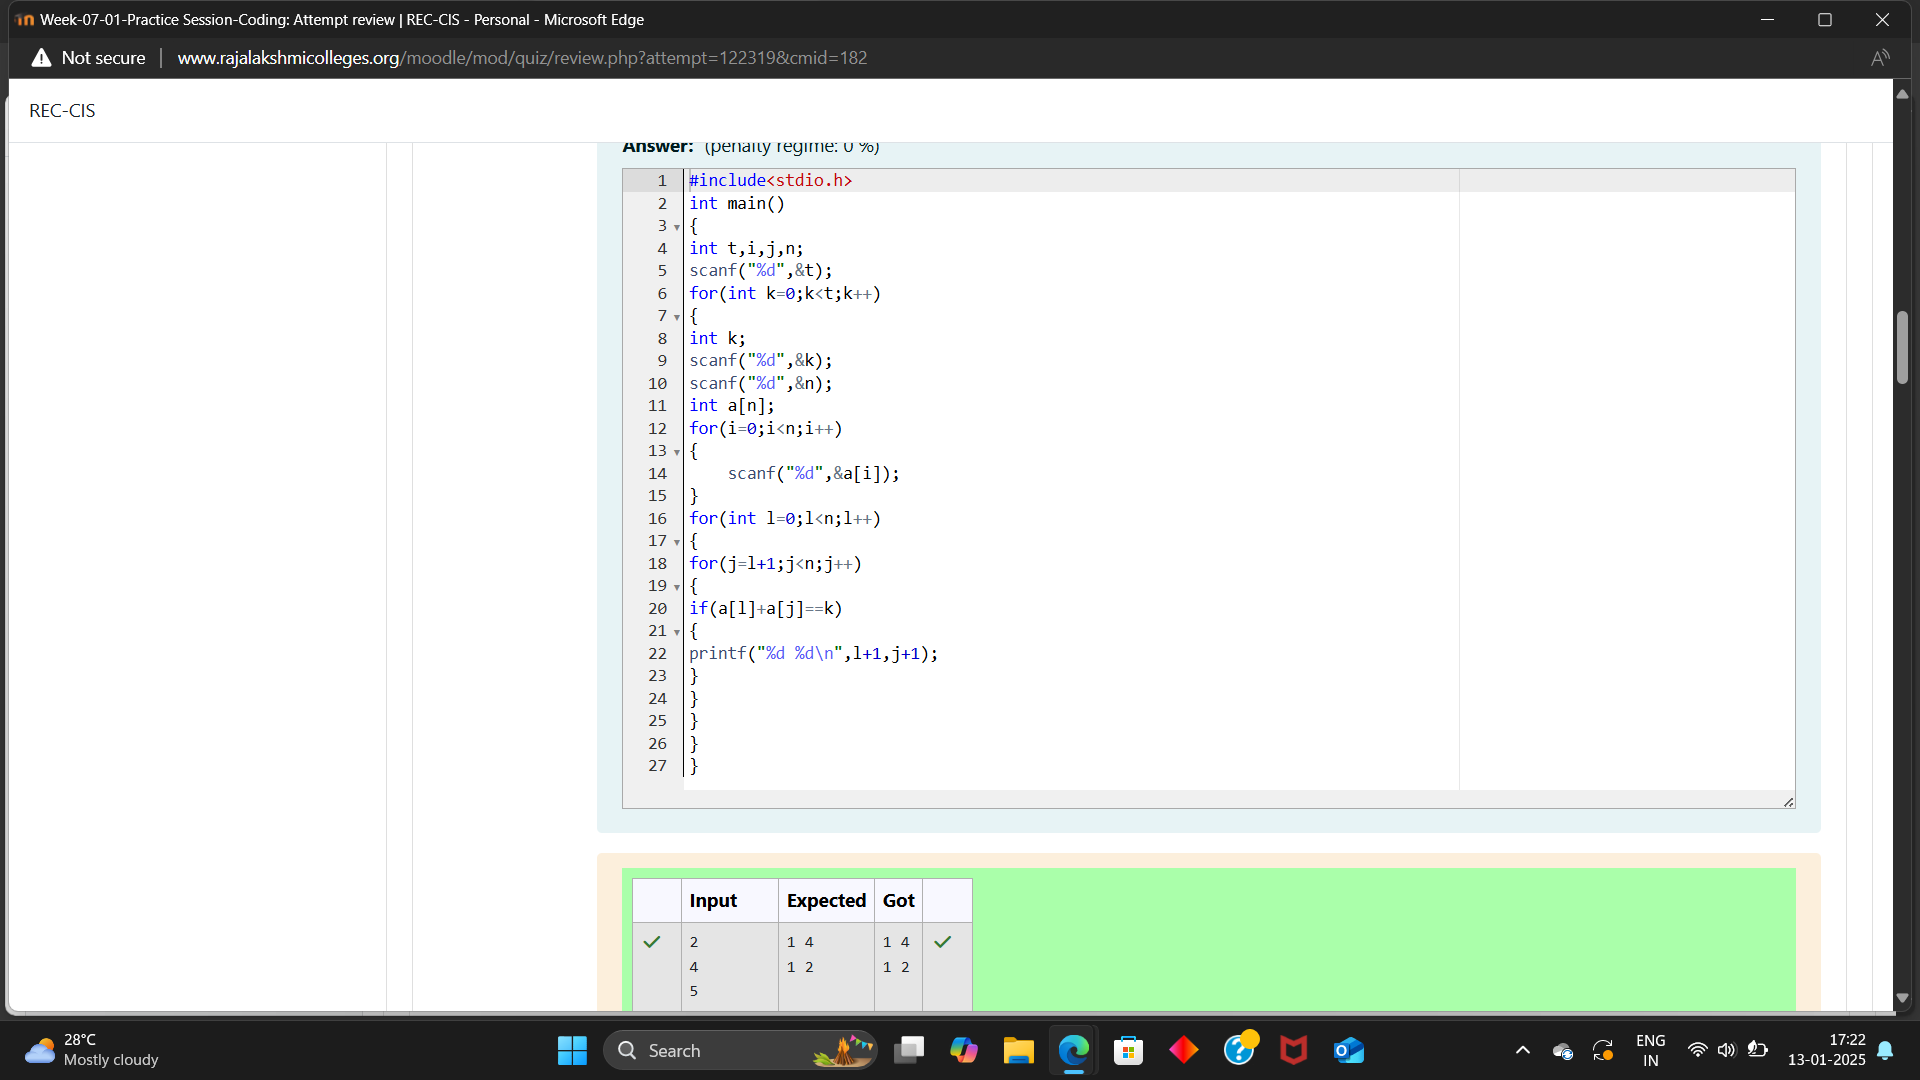 Week-07-01-Practice Session-Coding: Attempt review | REC-CIS - Personal - Microsoft Edge
Not secure | www.rajalakshmicolleges.org/moodle/mod/quiz/review.php?attempt=122319&cmid=182
REC-CIS
Answer: (penalty regime: 0 %)
1 #include<stdio.h>
2 int main()
3 {
4 int t,i,j,n;
5 scanf("%d",&t);
6 for(int k=0;k<t;k++)
7 {
8 int k;
9 scanf("%d",&k);
10 scanf("%d",&n);
11 int a[n];
12 for(i=0;i<n;i++)
13 {
14     scanf("%d",&a[i]);
15 }
16 for(int l=0;l<n;l++)
17 {
18 for(j=l+1;j<n;j++)
19 {
20 if(a[l]+a[j]==k)
21 {
22 printf("%d %d\n",l+1,j+1);
23 }
24 }
25 }
26 }
27 }
Input Expected Got
2 1 4 1 4
4 1 2 1 2
5
28°C
Mostly cloudy
Search
ENG
IN
17:22
13-01-2025